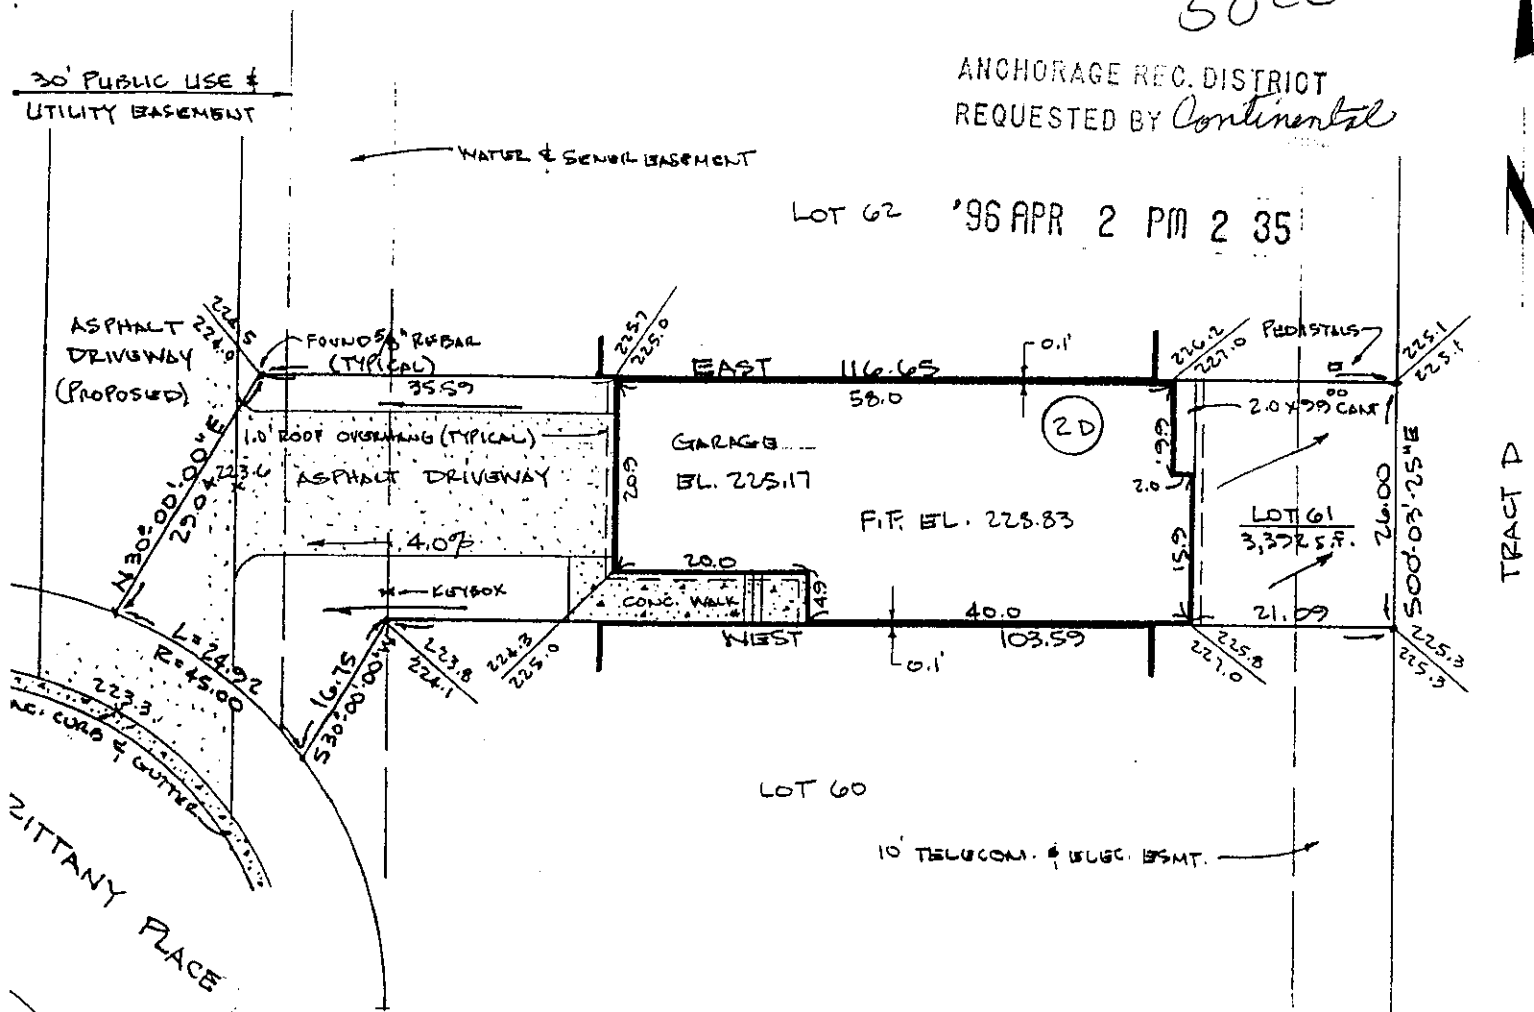 ANCHORAGE REC. DISTRICT
REQUESTED BY Continental
30' PUBLIC USE &
UTILITY EASEMENT
WATER & SEWER EASEMENT
LOT 62
'96 APR 2 PM 2 35
ASPHALT
DRIVEWAY
(PROPOSED)
224.0
FOUND 5/8" REBAR
(TYPICAL)
35.59
225.7
225.0
EAST 116.65
58.0
0.1'
226.2
227.0
PEDISTALS
225.1
225.1
2.0 x 9.9 CANT
2D
1.0' ROOF OVERHANG (TYPICAL)
ASPHALT DRIVEWAY
223.6
N 30°-00'-00" E
29.04
20.9
GARAGE
EL. 225.17
F.F. EL. 228.83
9.9
2.0
15.9
LOT 61
3,392 S.F.
26.00
S00°-03'-25"E
TRACT D
4.0%
20.0
KEYBOX
CONC. WALK
4.9
40.0
21.09
WEST 103.59
0.1'
L=24.92
R=45.00
16.75
S30°-00'-00"W
223.8
224.1
224.3
225.0
225.8
227.0
225.3
225.3
223.3
CURB & GUTTER
LOT 60
10' TELECOM. & ELEC. ESMT.
ZITTANY PLACE